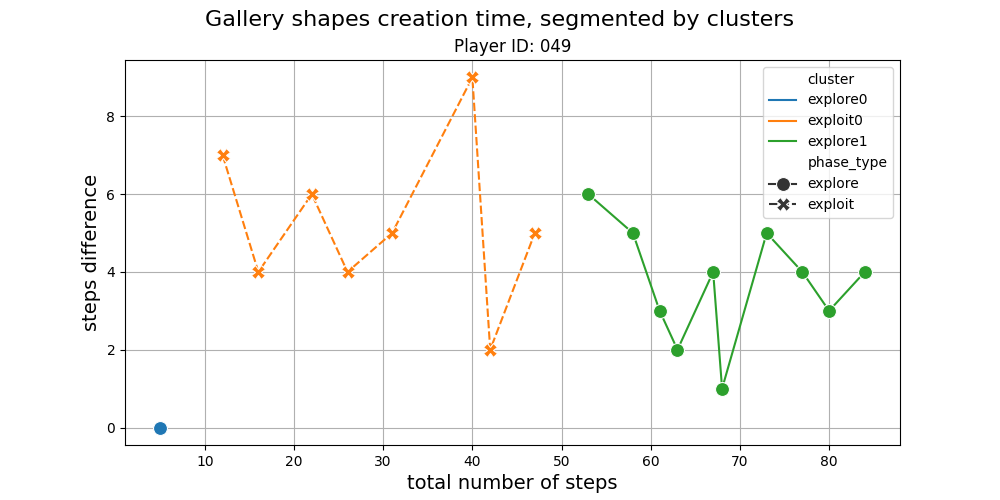 Gallery shapes creation time, segmented by clusters
Player ID: 049
cluster
explore0
exploit0
explore1
phase_type
explore
exploit
steps difference
8
6
4
2
0
10 20 30 40 50 60 70 80
total number of steps